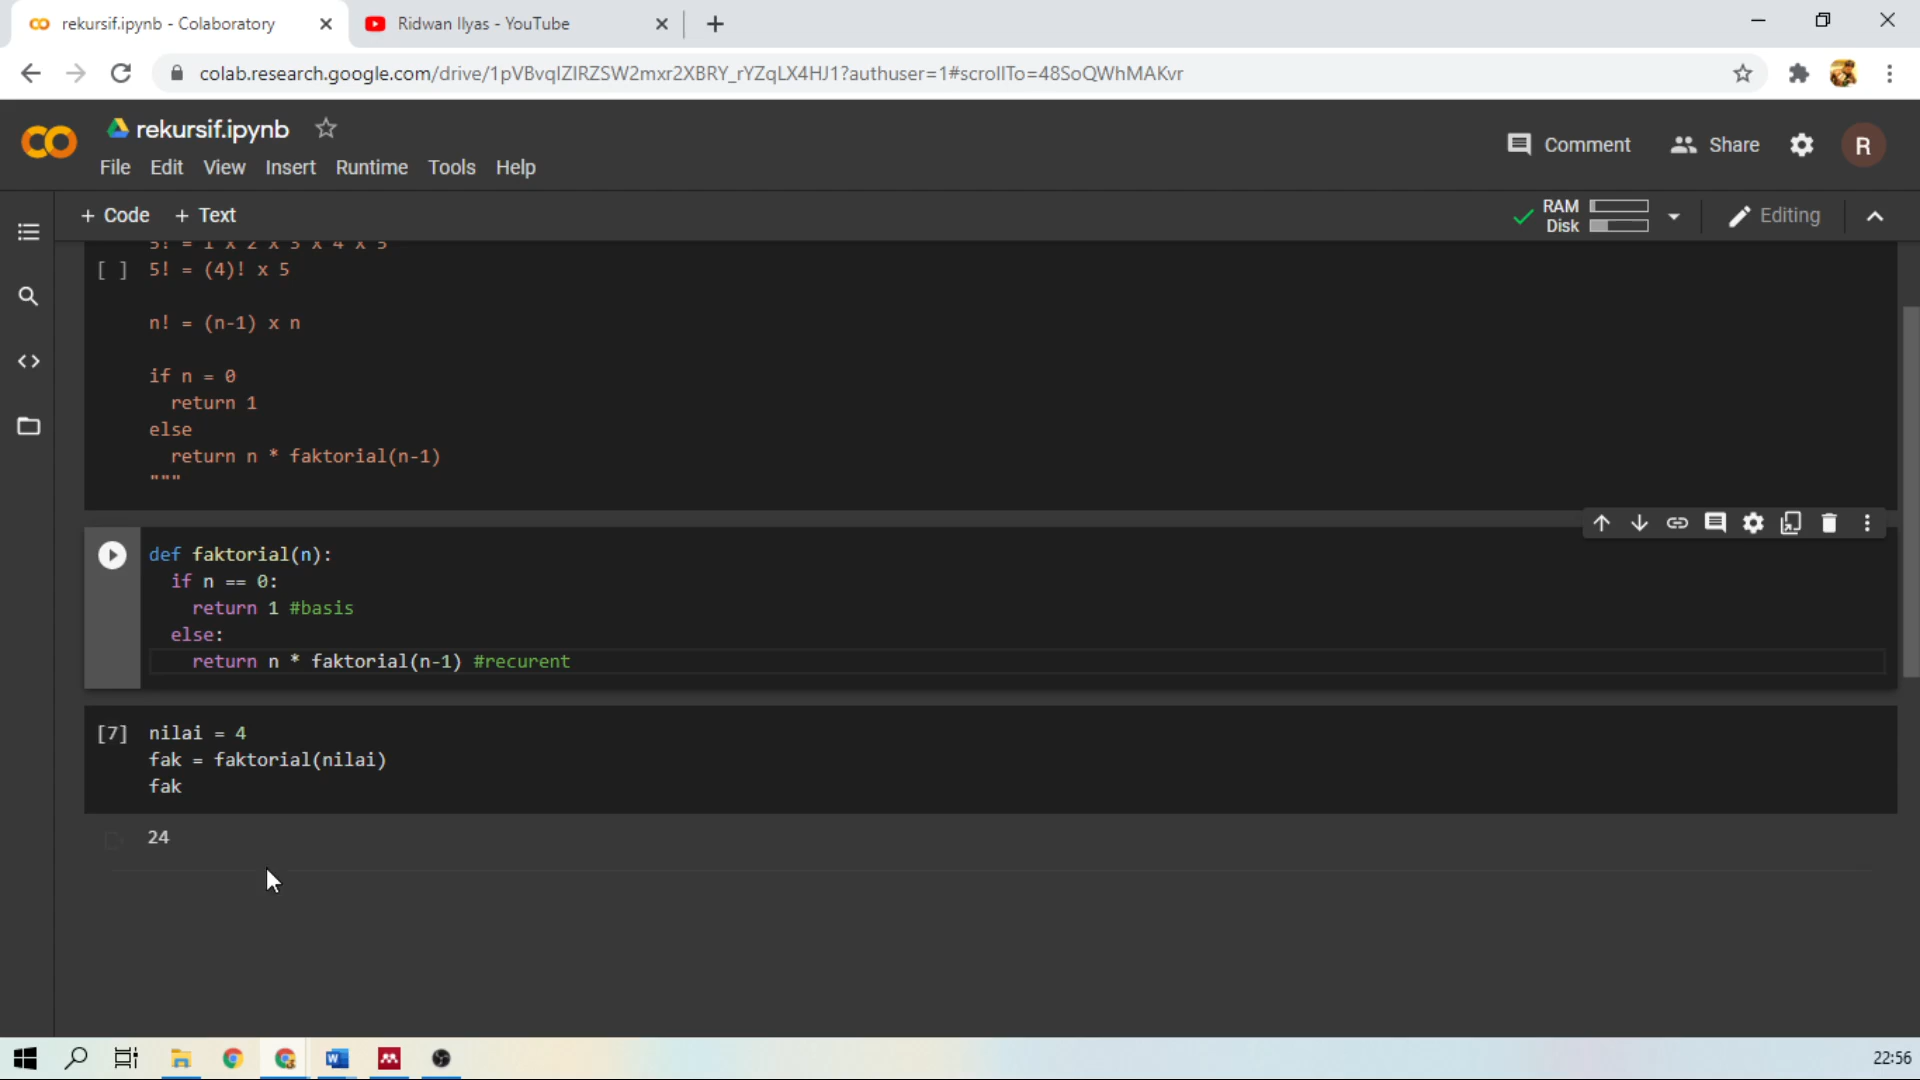 rekursif.ipynb - Colaboratory
Ridwan Ilyas - YouTube
colab.research.google.com/drive/1pVBvqIZIRZSW2mxr2XBRY_rYZqLX4HJ1?authuser=1#scrollTo=48SoQWhMAKvr
rekursif.ipynb
Comment
Share
R
File Edit View Insert Runtime Tools Help
+ Code + Text
RAM
Disk
Editing
5! = 1 x 2 x 3 x 4 x 5
[ ] 5! = (4)! x 5
n! = (n-1) x n
if n = 0
return 1
else
return n * faktorial(n-1)
"""
def faktorial(n):
if n == 0:
return 1 #basis
else:
return n * faktorial(n-1) #recurent
[7] nilai = 4
fak = faktorial(nilai)
fak
24
22:56